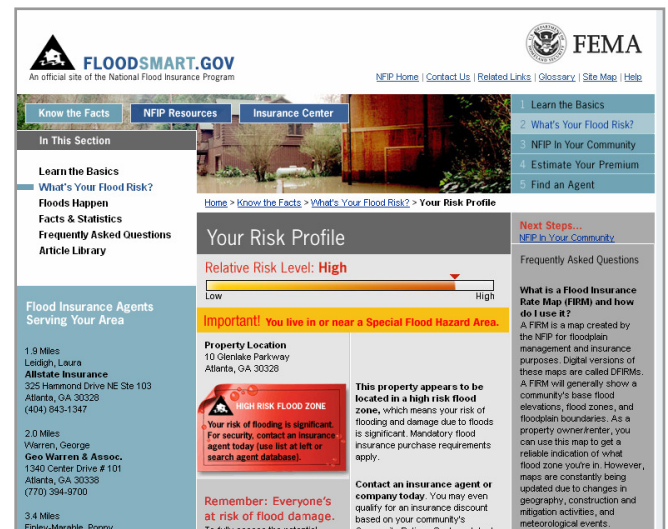 FLOODSMART.GOV
An official site of the National Flood Insurance Program
FEMA
NFIP Home | Contact Us | Related Links | Glossary | Site Map | Help
Know the Facts
NFIP Resources
Insurance Center
1 Learn the Basics
2 What's Your Flood Risk?
3 NFIP In Your Community
4 Estimate Your Premium
5 Find an Agent
In This Section
Learn the Basics
What's Your Flood Risk?
Floods Happen
Facts & Statistics
Frequently Asked Questions
Article Library
Flood Insurance Agents
Serving Your Area
1.9 Miles
Leidigh, Laura
Allstate Insurance
325 Hammond Drive NE Ste 103
Atlanta, GA 30328
(404) 843-1347
2.0 Miles
Warren, George
Geo Warren & Assoc.
1340 Center Drive # 101
Atlanta, GA 30338
(770) 394-9700
3.4 Miles
Finley-Marable, Poppy
Home > Know the Facts > What's Your Flood Risk? > Your Risk Profile
Your Risk Profile
Relative Risk Level: High
Low
High
Important! You live in or near a Special Flood Hazard Area.
Property Location
10 Glenlake Parkway
Atlanta, GA 30328
HIGH RISK FLOOD ZONE
Your risk of flooding is significant.
For security, contact an insurance
agent today (use list at left or
search agent database).
Remember: Everyone's
at risk of flood damage.
This property appears to be
located in a high risk flood
zone, which means your risk of
flooding and damage due to floods
is significant. Mandatory flood
insurance purchase requirements
apply.
Contact an insurance agent or
company today. You may even
qualify for an insurance discount
based on your community's
Next Steps...
NFIP In Your Community
Frequently Asked Questions
What is a Flood Insurance
Rate Map (FIRM) and how
do I use it?
A FIRM is a map created by
the NFIP for floodplain
management and insurance
purposes. Digital versions of
these maps are called DFIRMs.
A FIRM will generally show a
community's base flood
elevations, flood zones, and
floodplain boundaries. As a
property owner/renter, you
can use this map to get a
reliable indication of what
flood zone you're in. However,
maps are constantly being
updated due to changes in
geography, construction and
mitigation activities, and
meteorological events.